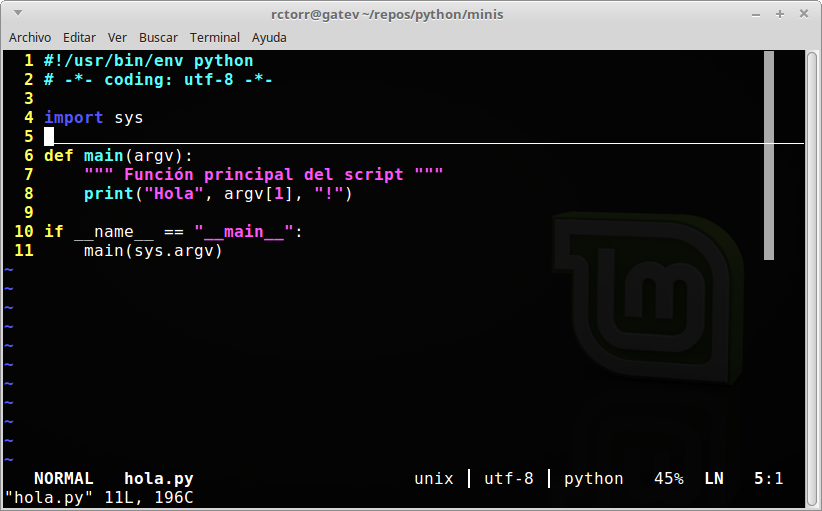 rctorr@gatev ~/repos/python/minis
Archivo Editar Ver Buscar Terminal Ayuda
1 #!/usr/bin/env python
2 # -*- coding: utf-8 -*-
3
4 import sys
5
6 def main(argv):
7     """ Función principal del script """
8     print("Hola", argv[1], "!")
9
10 if __name__ == "__main__":
11     main(sys.argv)
~
~
~
~
~
~
~
~
~
~
~
NORMAL hola.py unix | utf-8 | python 45% LN 5:1
"hola.py" 11L, 196C